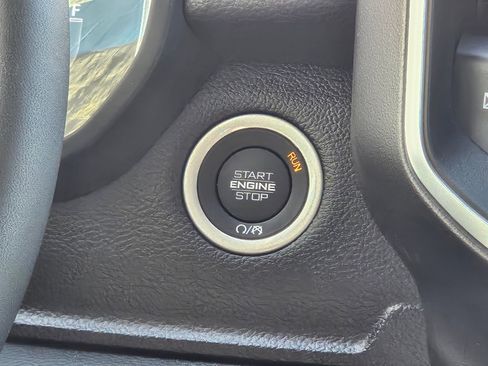 F
RUN
START
ENGINE
STOP